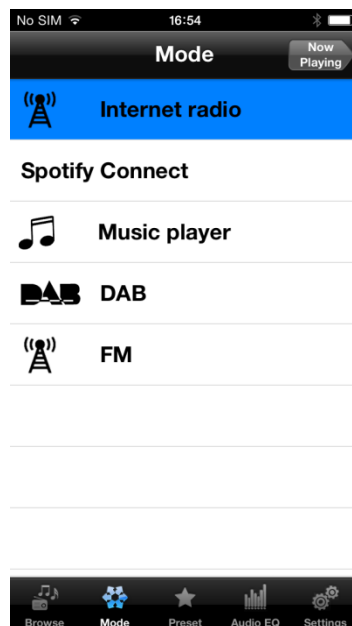 No SIM 16:54
Mode
Now
Playing
Internet radio
Spotify Connect
Music player
DAB DAB
FM
Browse Mode Preset Audio EQ Settings